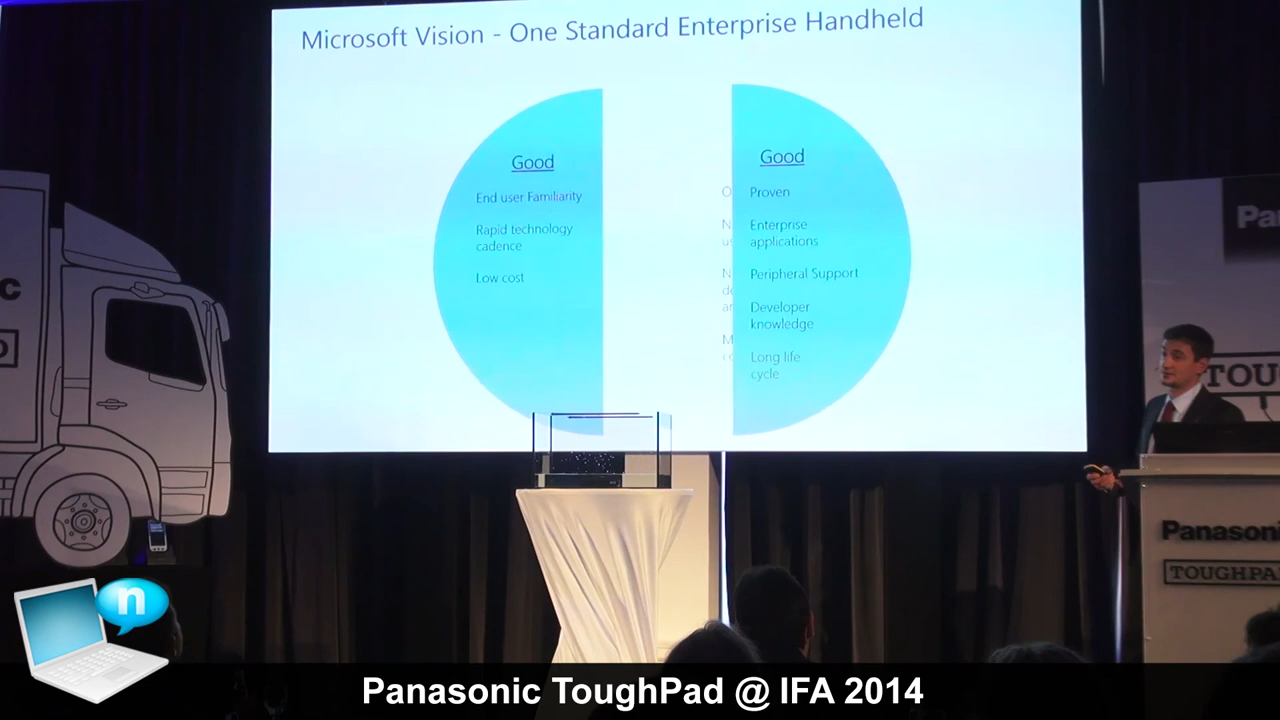 Microsoft Vision - One Standard Enterprise Handheld
Good
End user Familiarity
Rapid technology
cadence
Low cost
Good
Proven
Enterprise
applications
Peripheral Support
Developer
knowledge
Long life
cycle
Panason
TOUGHPA
n
Panasonic ToughPad @ IFA 2014